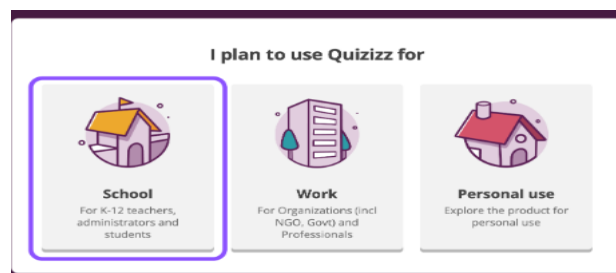 I plan to use Quizizz for
School
For K-12 teachers,
administrators and
students
Work
For Organizations (incl
NGO, Govt) and
Professionals
Personal use
Explore the product for
personal use